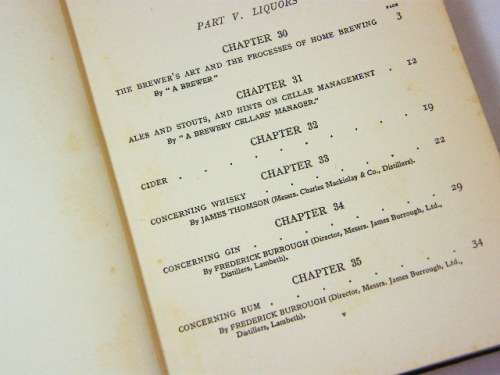 PART V. LIQUORS
PAGE
CHAPTER 30
THE BREWER'S ART AND THE PROCESSES OF HOME BREWING 3
By "A BREWER"
CHAPTER 31
ALES AND STOUTS, AND HINTS ON CELLAR MANAGEMENT . 12
By "A BREWERY CELLARS' MANAGER."
CHAPTER 32
CIDER . . . . . . . . . 19
CHAPTER 33
CONCERNING WHISKY . . . . . . 22
By JAMES THOMSON (Messrs. Charles Mackinlay & Co., Distillers).
CHAPTER 34
CONCERNING GIN . . . . . . . 29
By FREDERICK BURROUGH (Director, Messrs. James Burrough, Ltd.,
Distillers, Lambeth).
CHAPTER 35
CONCERNING RUM . . . . . . . 34
By FREDERICK BURROUGH (Director, Messrs. James Burrough, Ltd.,
Distillers, Lambeth).
v